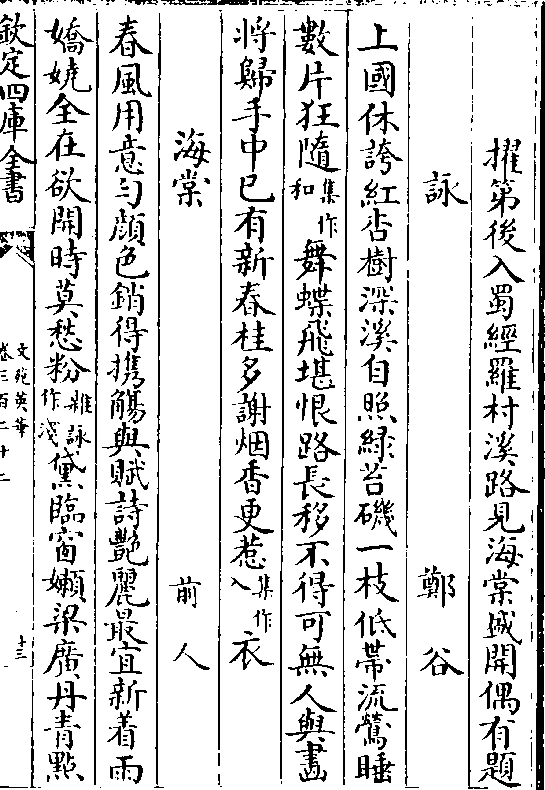 擢第後入蜀經羅村溪路見海棠盛開偶有題
詠 鄭谷
上國休誇紅杏樹深溪自照綠苔磯一枝低帶流鶯睡
數片狂隨集作和舞蝶飛堪恨路長移不得可無人與畫
將歸手中已有新春桂多謝烟香更惹集作入衣
海棠 前人
春風用意勻顔色銷得擕觴與賦詩艷麗最宜新着雨
嬌嬈全在欲開時莫愁粉雜詠作淺黛臨窗嬾梁廣丹青點
欽定四庫全書
文苑英華
卷三百二十二
十三